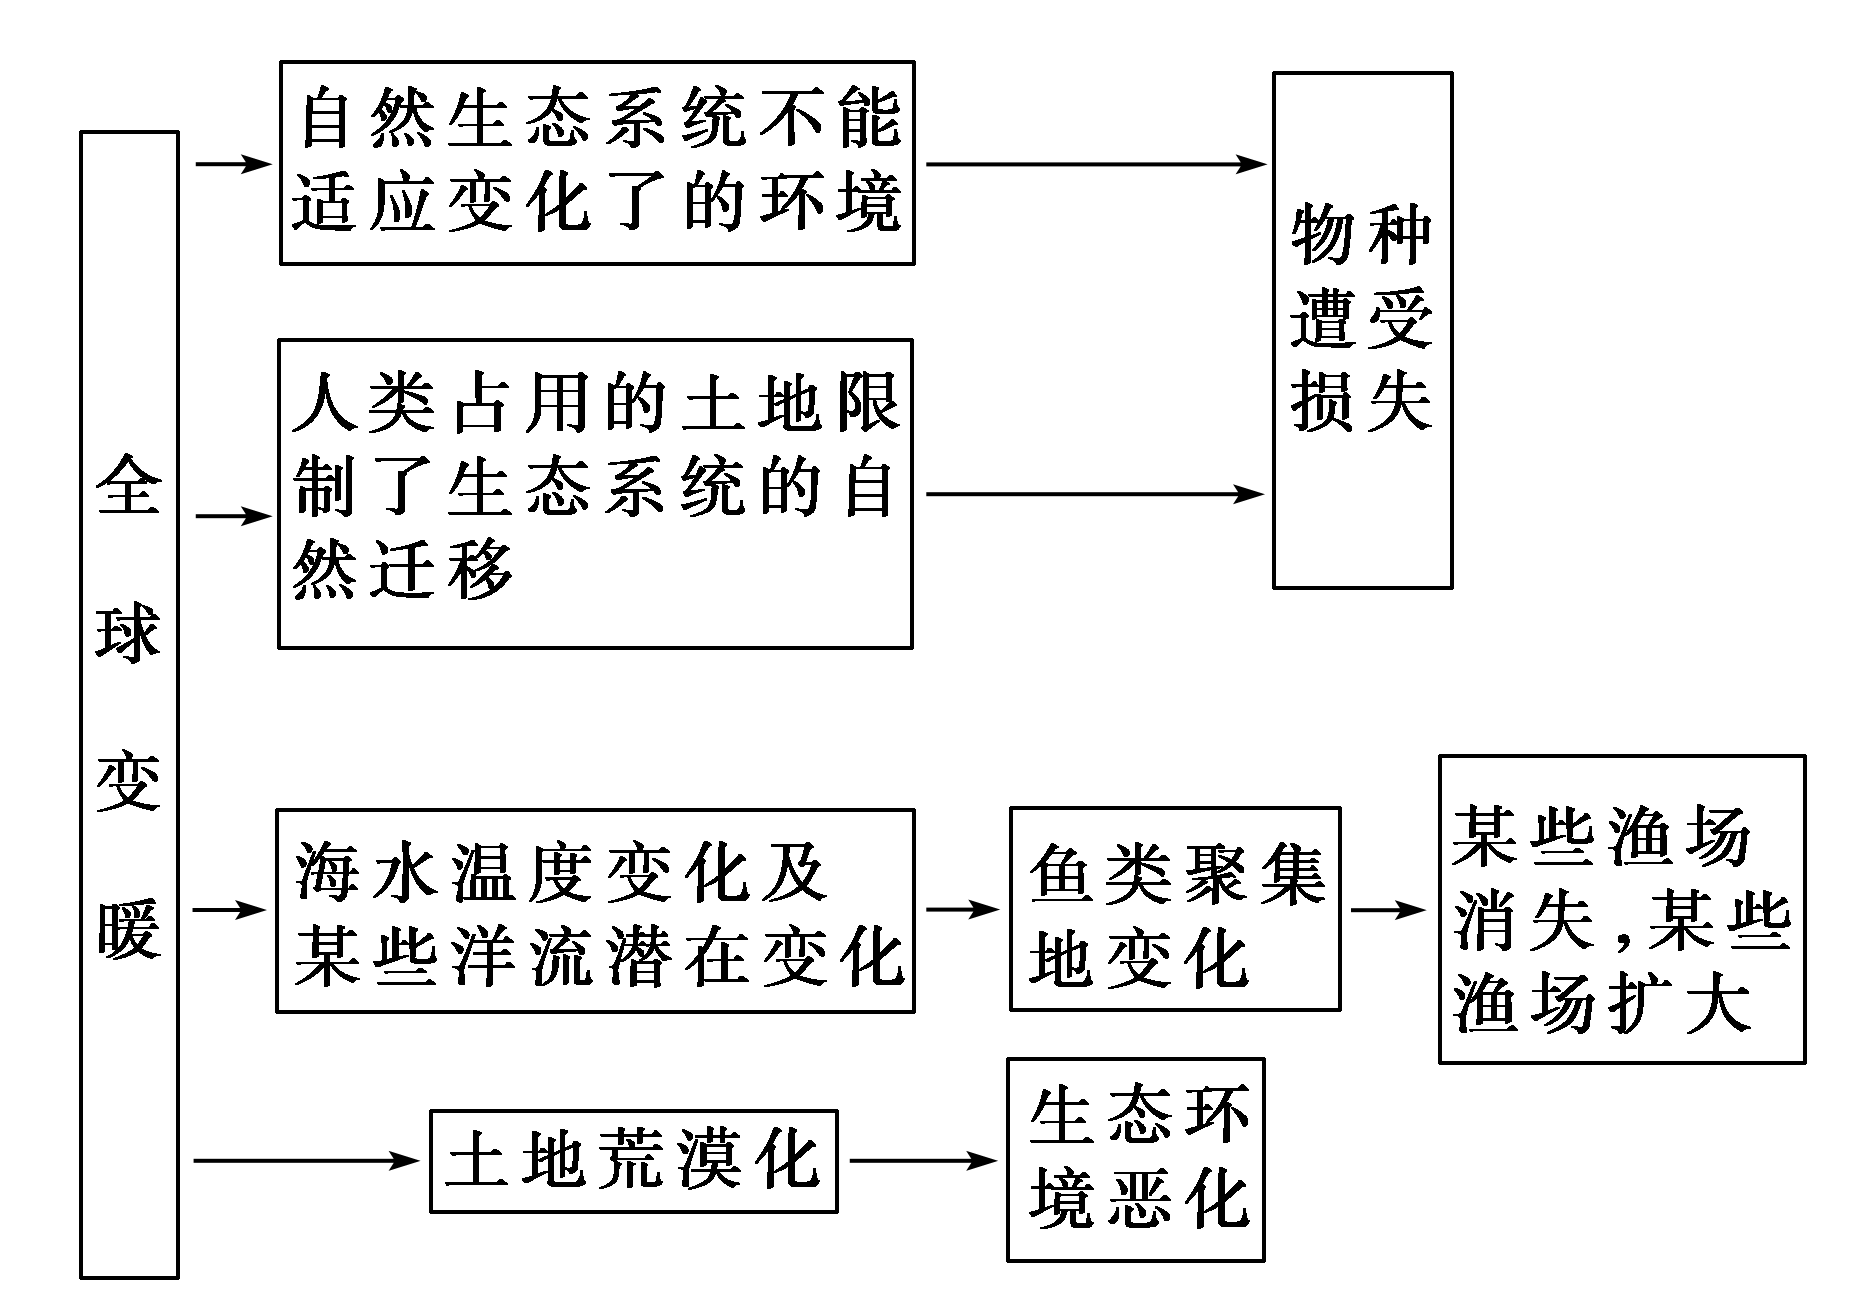 全球变暖
自然生态系统不能
适应变化了的环境
人类占用的土地限
制了生态系统的自
然迁移
物种
遭受
损失
海水温度变化及
某些洋流潜在变化
鱼类聚集
地变化
某些渔场
消失,某些
渔场扩大
土地荒漠化
生态环
境恶化